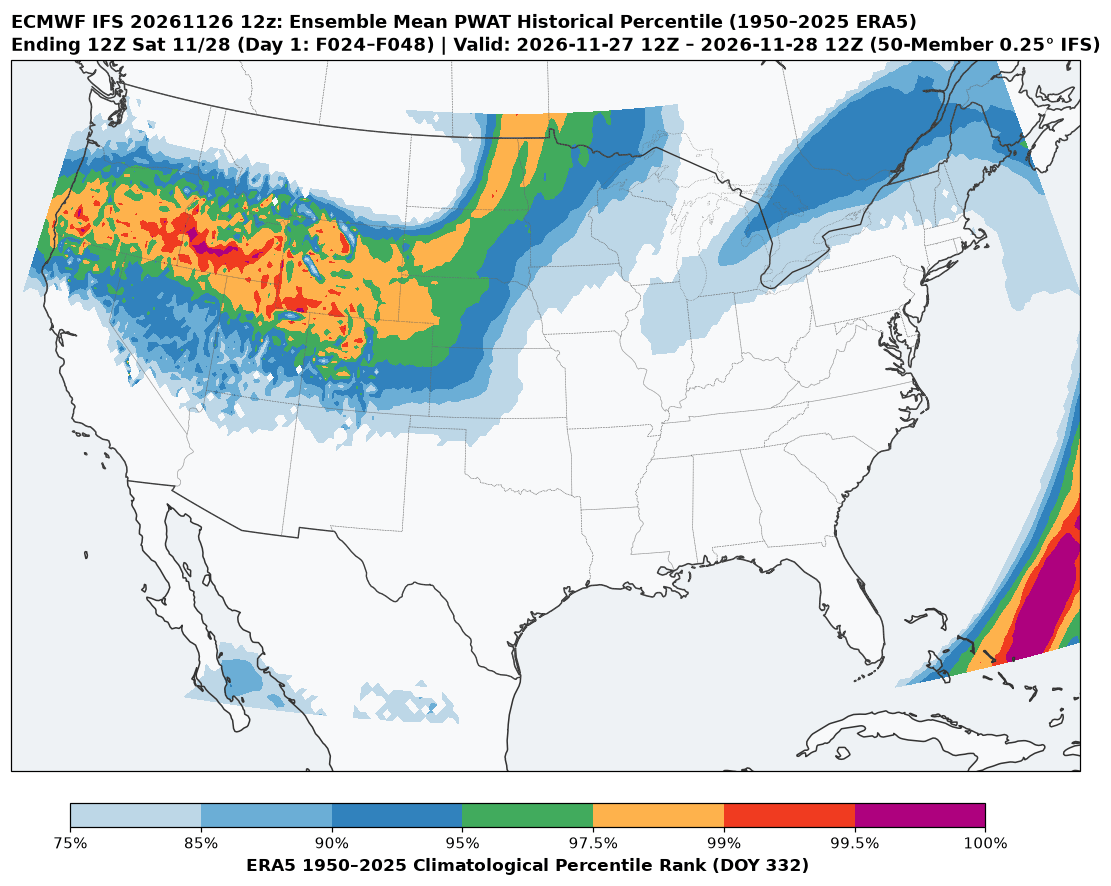 ECMWF IFS 20261126 12z: Ensemble Mean PWAT Historical Percentile (1950–2025 ERA5)
Ending 12Z Sat 11/28 (Day 1: F024–F048) | Valid: 2026-11-27 12Z – 2026-11-28 12Z (50-Member 0.25° IFS)
75% 85% 90% 95% 97.5% 99% 99.5% 100%
ERA5 1950–2025 Climatological Percentile Rank (DOY 332)